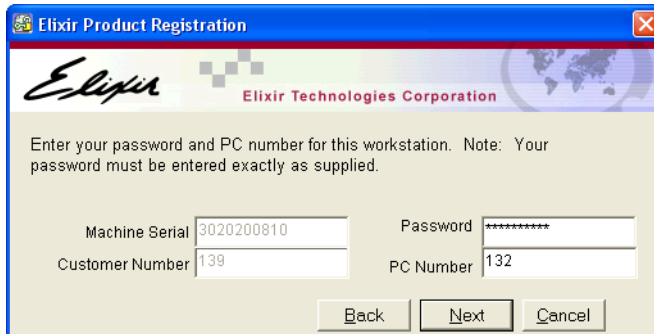 Elixir Product Registration
Elixir
Elixir Technologies Corporation
Enter your password and PC number for this workstation. Note: Your
password must be entered exactly as supplied.
Machine Serial 3020200810 Password **********
Customer Number 139 PC Number 132
Back Next Cancel